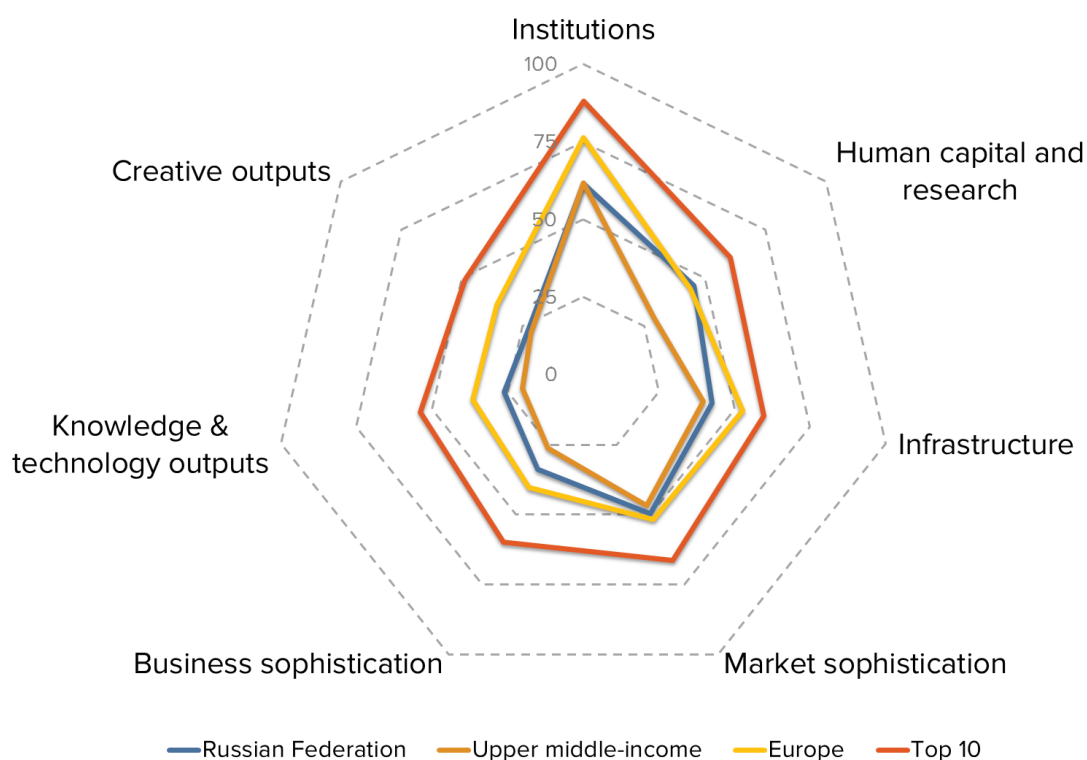 Institutions
100
75
50
25
0
Human capital and
research
Creative outputs
Knowledge &
technology outputs
Infrastructure
Business sophistication
Market sophistication
Russian Federation
Upper middle-income
Europe
Top 10